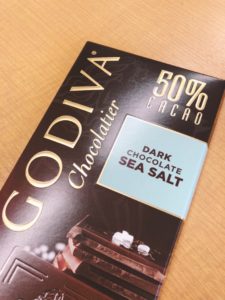 GODIVA®
Chocolatier
50%
CACAO
DARK
CHOCOLATE
SEA SALT